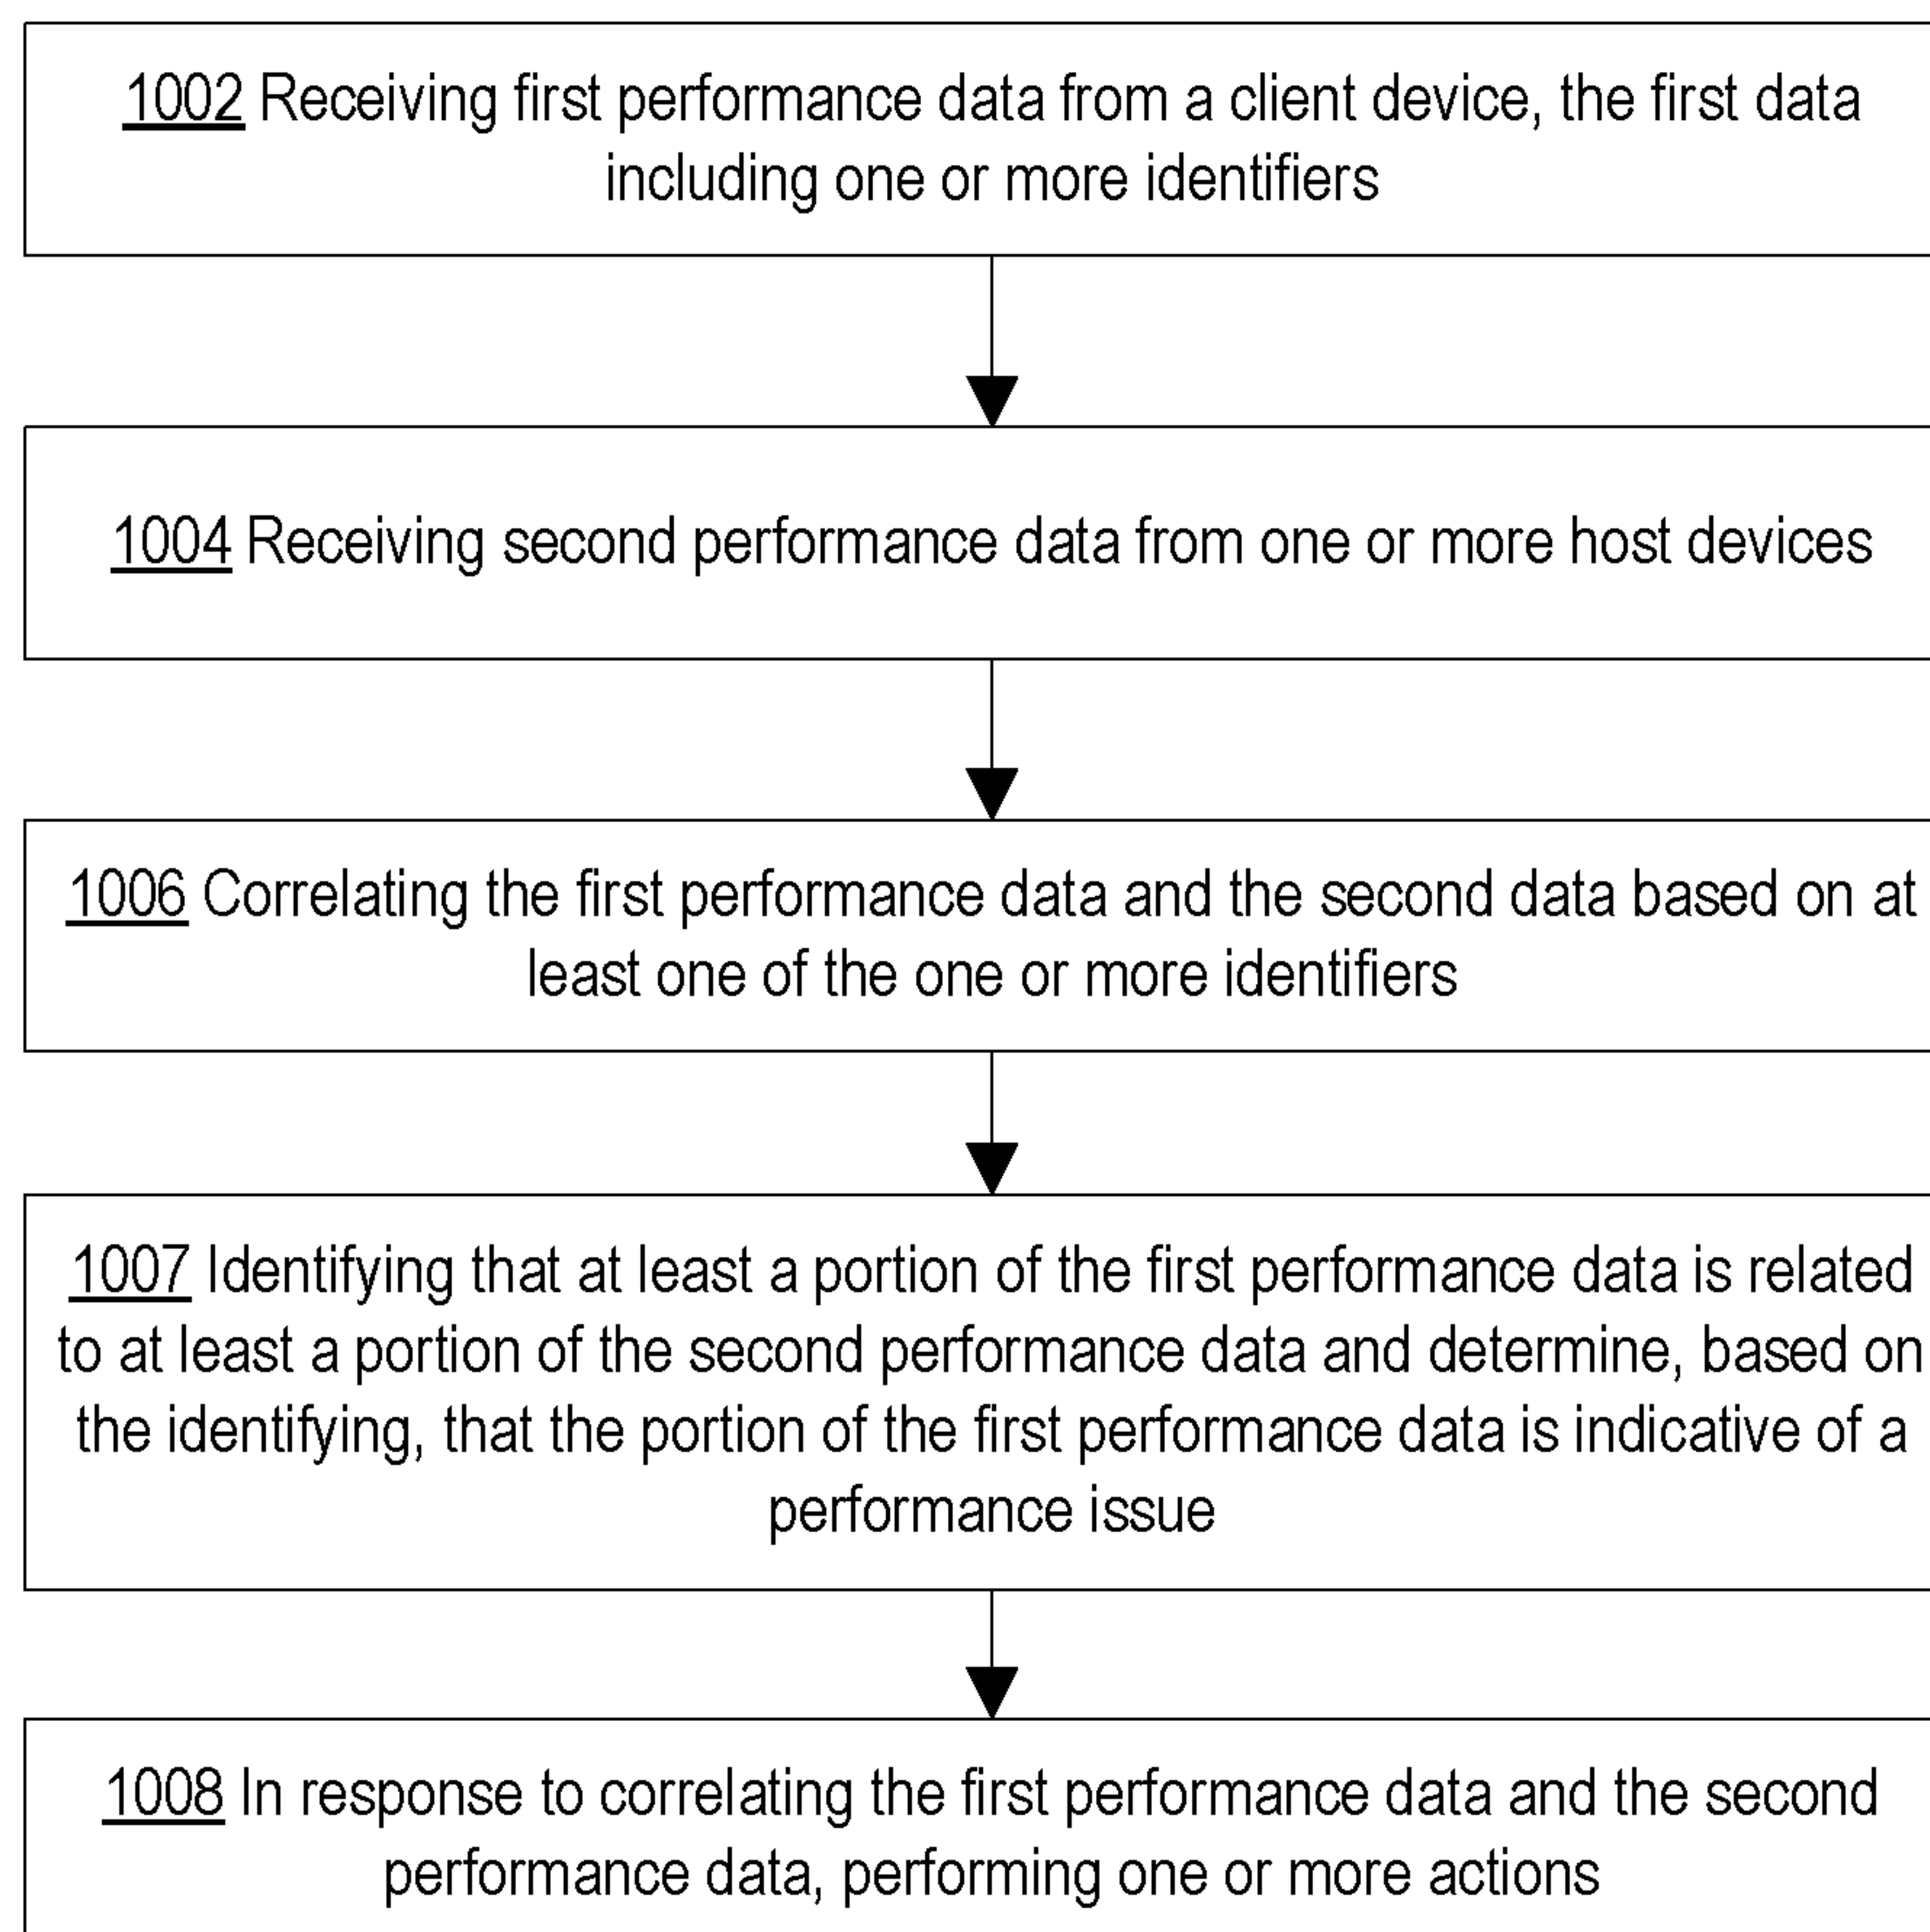 1002 Receiving first performance data from a client device, the first data
including one or more identifiers
1004 Receiving second performance data from one or more host devices
1006 Correlating the first performance data and the second data based on at
least one of the one or more identifiers
1007 Identifying that at least a portion of the first performance data is related
to at least a portion of the second performance data and determine, based on
the identifying, that the portion of the first performance data is indicative of a
performance issue
1008 In response to correlating the first performance data and the second
performance data, performing one or more actions